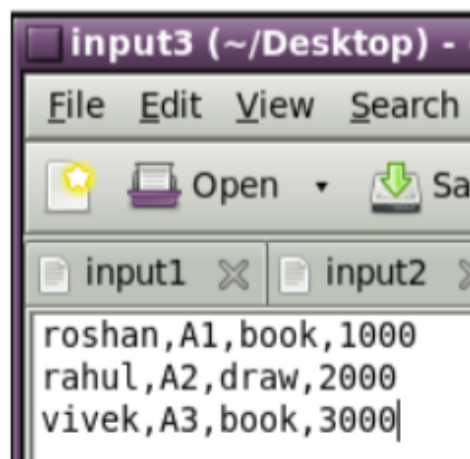 input3 (~/Desktop) -
File Edit View Search
Open Sa
input1 input2
roshan,A1,book,1000
rahul,A2,draw,2000
vivek,A3,book,3000